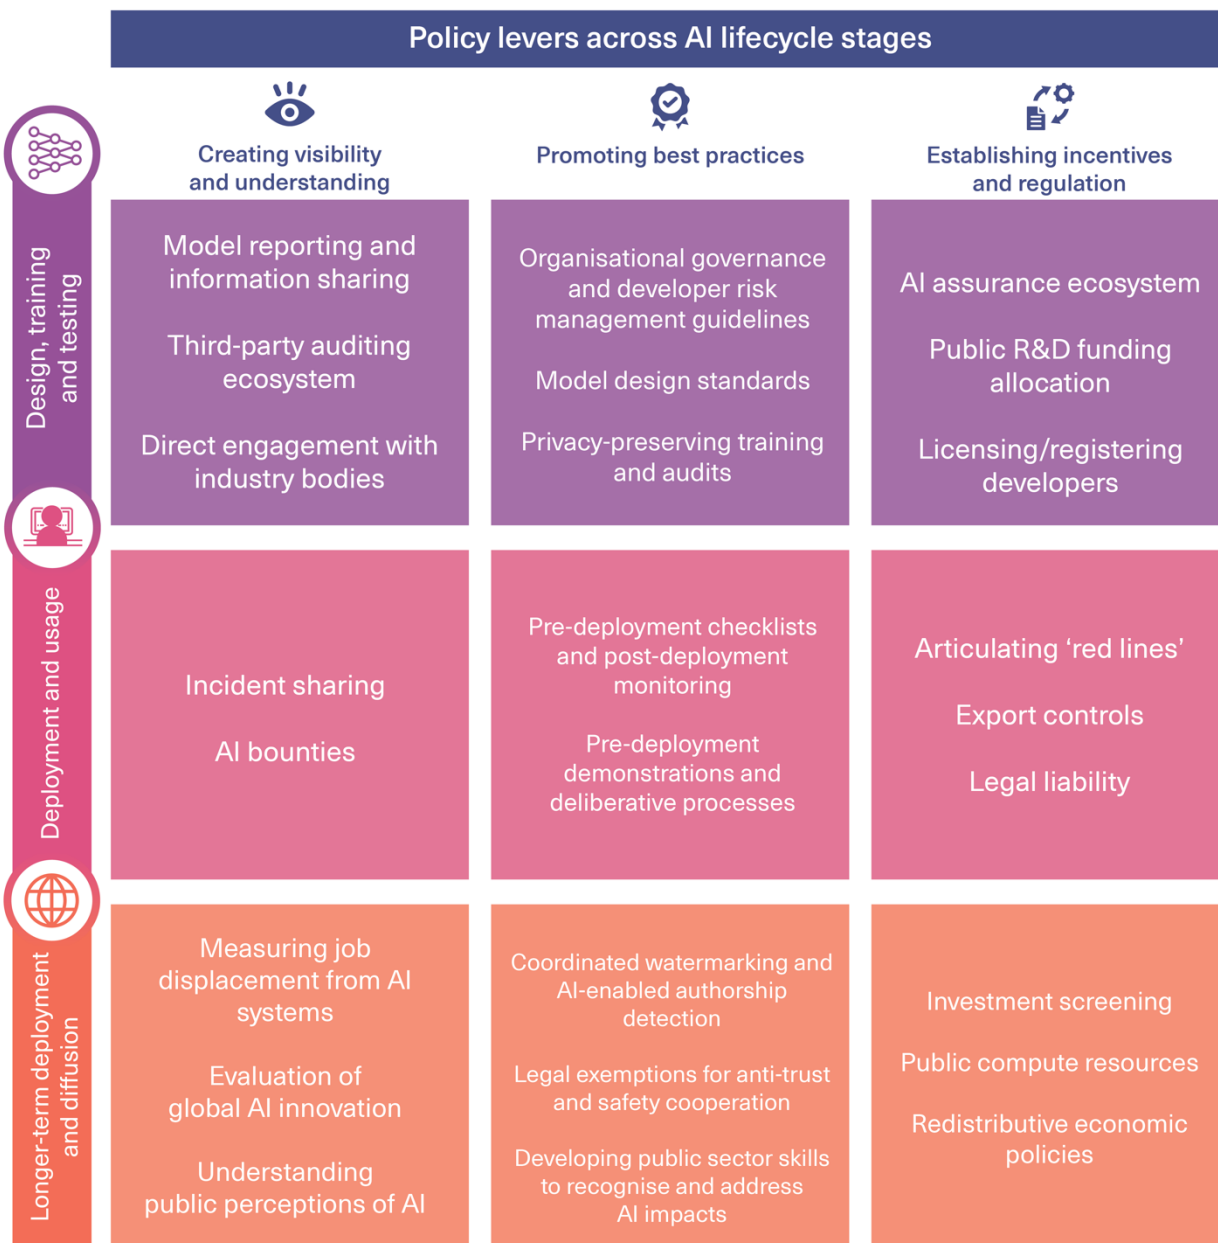 Policy levers across AI lifecycle stages
Creating visibility
and understanding
Promoting best practices
Establishing incentives
and regulation
Design, training
and testing
Model reporting and
information sharing
Third-party auditing
ecosystem
Direct engagement with
industry bodies
Organisational governance
and developer risk
management guidelines
Model design standards
Privacy-preserving training
and audits
AI assurance ecosystem
Public R&D funding
allocation
Licensing/registering
developers
Deployment and usage
Incident sharing
AI bounties
Pre-deployment checklists
and post-deployment
monitoring
Pre-deployment
demonstrations and
deliberative processes
Articulating ‘red lines’
Export controls
Legal liability
Longer-term deployment
and diffusion
Measuring job
displacement from AI
systems
Evaluation of
global AI innovation
Understanding
public perceptions of AI
Coordinated watermarking and
AI-enabled authorship
detection
Legal exemptions for anti-trust
and safety cooperation
Developing public sector skills
to recognise and address
AI impacts
Investment screening
Public compute resources
Redistributive economic
policies